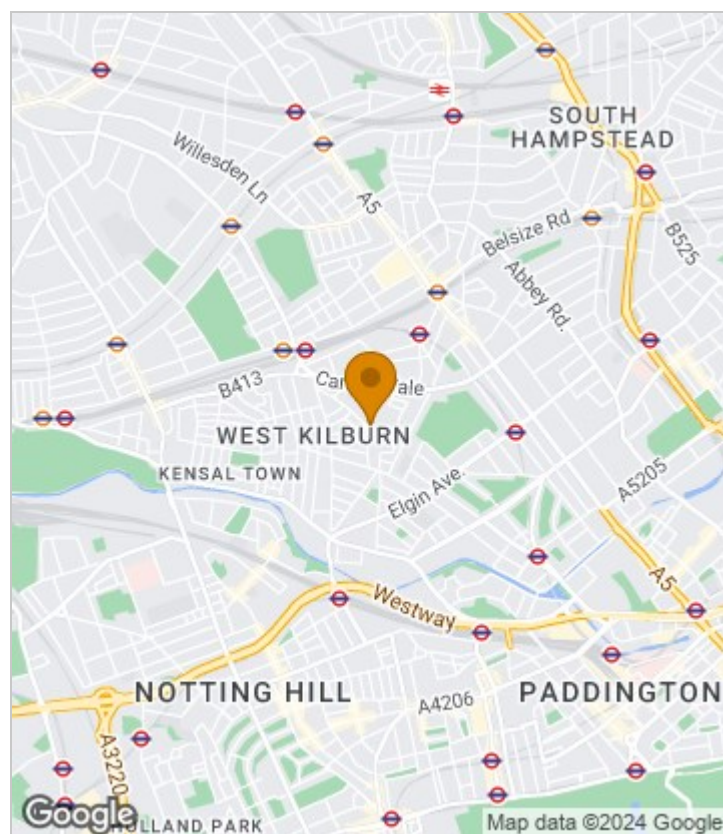 SOUTH
HAMPSTEAD
Willesden Ln
A5
Belsize Rd
B525
Abbey Rd.
B413
WEST KILBURN
KENSAL TOWN
Elgin Ave.
A5205
A5
Westway
NOTTING HILL
PADDINGTON
A4206
A3220
Google
HOLLAND PARK
Map data ©2024 Google